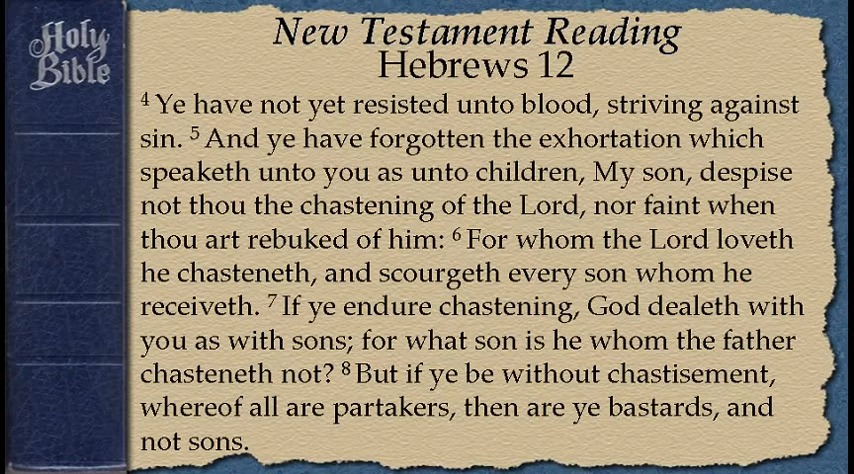 Holy
Bible
New Testament Reading
Hebrews 12
⁴ Ye have not yet resisted unto blood, striving against
sin. ⁵ And ye have forgotten the exhortation which
speaketh unto you as unto children, My son, despise
not thou the chastening of the Lord, nor faint when
thou art rebuked of him: ⁶ For whom the Lord loveth
he chasteneth, and scourgeth every son whom he
receiveth. ⁷ If ye endure chastening, God dealeth with
you as with sons; for what son is he whom the father
chasteneth not? ⁸ But if ye be without chastisement,
whereof all are partakers, then are ye bastards, and
not sons.